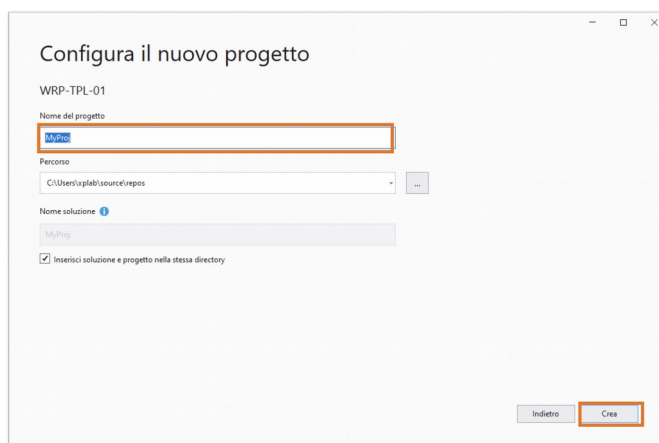 Configura il nuovo progetto
WRP-TPL-01
Nome del progetto
MyProj
Percorso
C:\Users\xplab\source\repos
...
Nome soluzione
MyProj
Inserisci soluzione e progetto nella stessa directory
Indietro
Crea